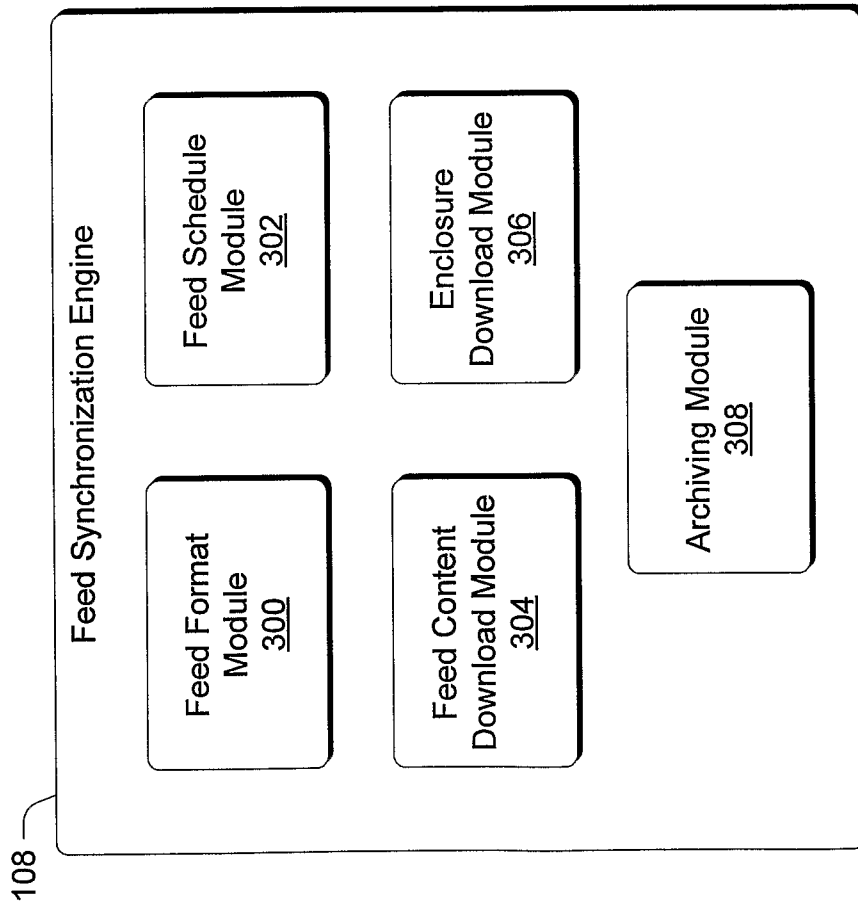 108
Feed Synchronization Engine
Feed Format
Module
300
Feed Schedule
Module
302
Feed Content
Download Module
304
Enclosure
Download Module
306
Archiving Module
308